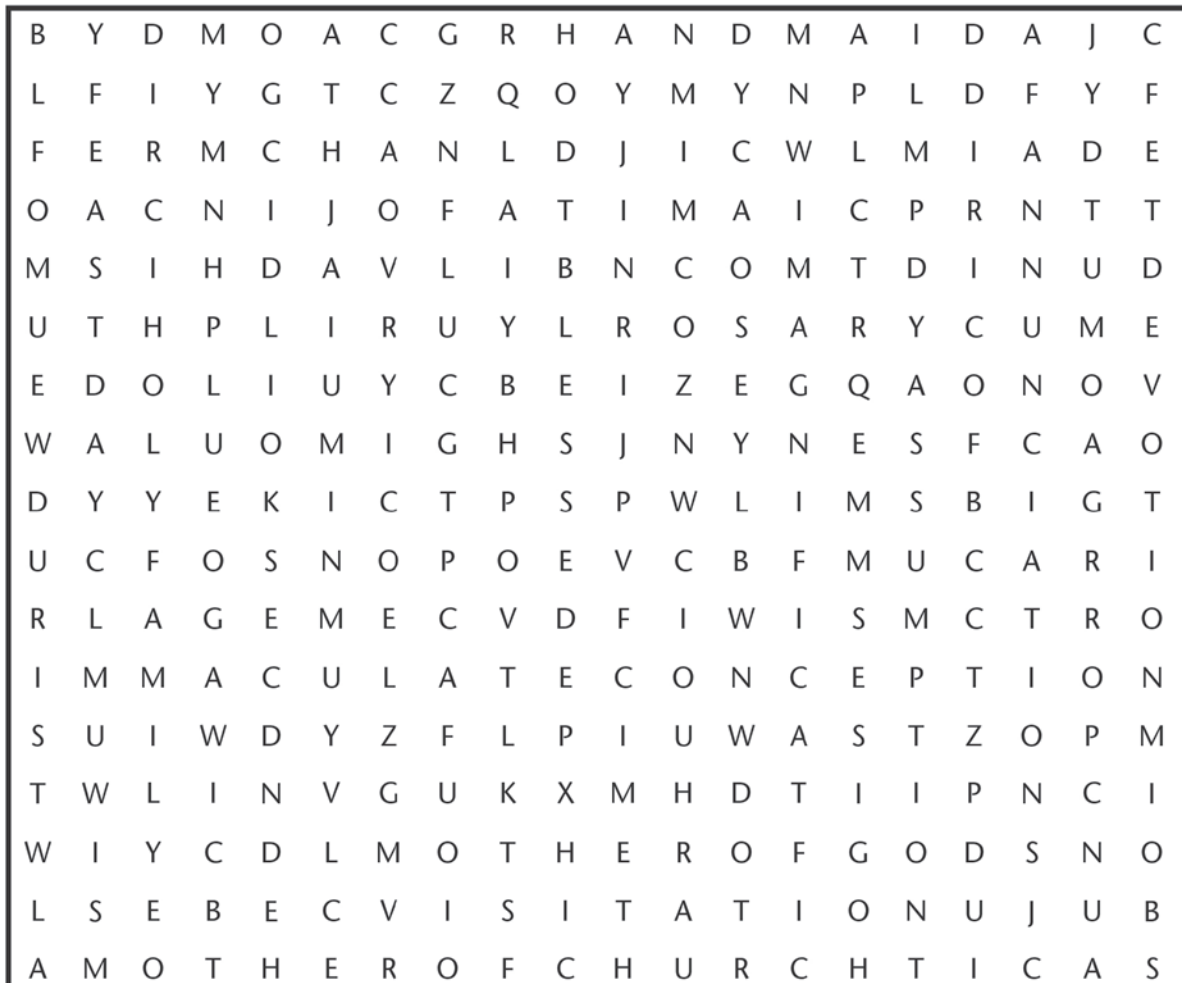 B Y D M O A C G R H A N D M A I D A J C
L F I Y G T C Z Q O Y M Y N P L D F Y F
F E R M C H A N L D J I C W L M I A D E
O A C N I J O F A T I M A I C P R N T T
M S I H D A V L I B N C O M T D I N U D
U T H P L I R U Y L R O S A R Y C U M E
E D O L I U Y C B E I Z E G Q A O N O V
W A L U O M I G H S J N Y N E S F C A O
D Y Y E K I C T P S P W L I M S B I G T
U C F O S N O P O E V C B F M U C A R I
R L A G E M E C V D F I W I S M C T R O
I M M A C U L A T E C O N C E P T I O N
S U I W D Y Z F L P I U W A S T Z O P M
T W L I N V G U K X M H D T I I P N C I
W I Y C D L M O T H E R O F G O D S N O
L S E B E C V I S I T A T I O N U J U B
A M O T H E R O F C H U R C H T I C A S